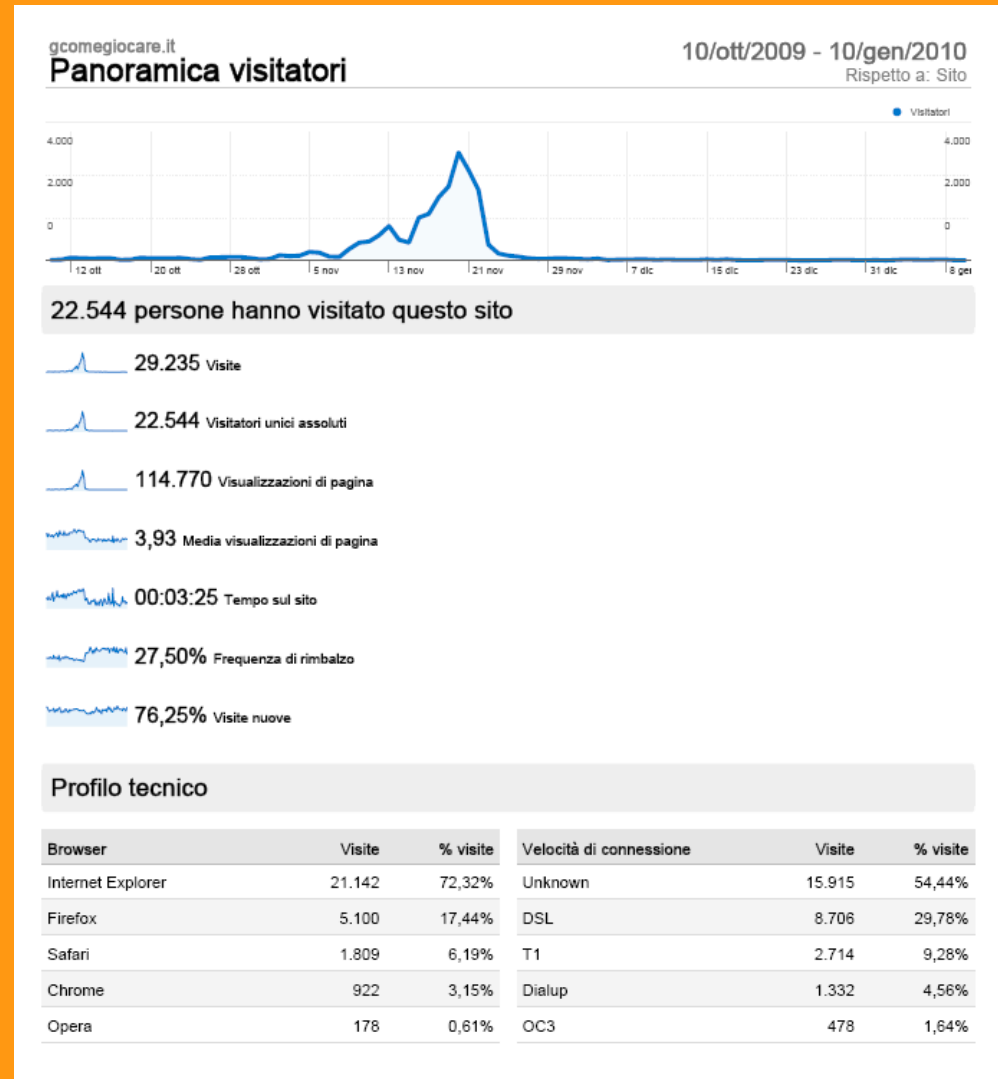 gcomegiocare.it
Panoramica visitatori
10/ott/2009 - 10/gen/2010
Rispetto a: Sito
Visitatori
4.000 4.000
2.000 2.000
0 0
12 ott 20 ott 28 ott 5 nov 13 nov 21 nov 29 nov 7 dic 15 dic 23 dic 31 dic 8 gen
22.544 persone hanno visitato questo sito
29.235 Visite
22.544 Visitatori unici assoluti
114.770 Visualizzazioni di pagina
3,93 Media visualizzazioni di pagina
00:03:25 Tempo sul sito
27,50% Frequenza di rimbalzo
76,25% Visite nuove
Profilo tecnico
Browser Visite % visite Velocità di connessione Visite % visite
Internet Explorer 21.142 72,32% Unknown 15.915 54,44%
Firefox 5.100 17,44% DSL 8.706 29,78%
Safari 1.809 6,19% T1 2.714 9,28%
Chrome 922 3,15% Dialup 1.332 4,56%
Opera 178 0,61% OC3 478 1,64%